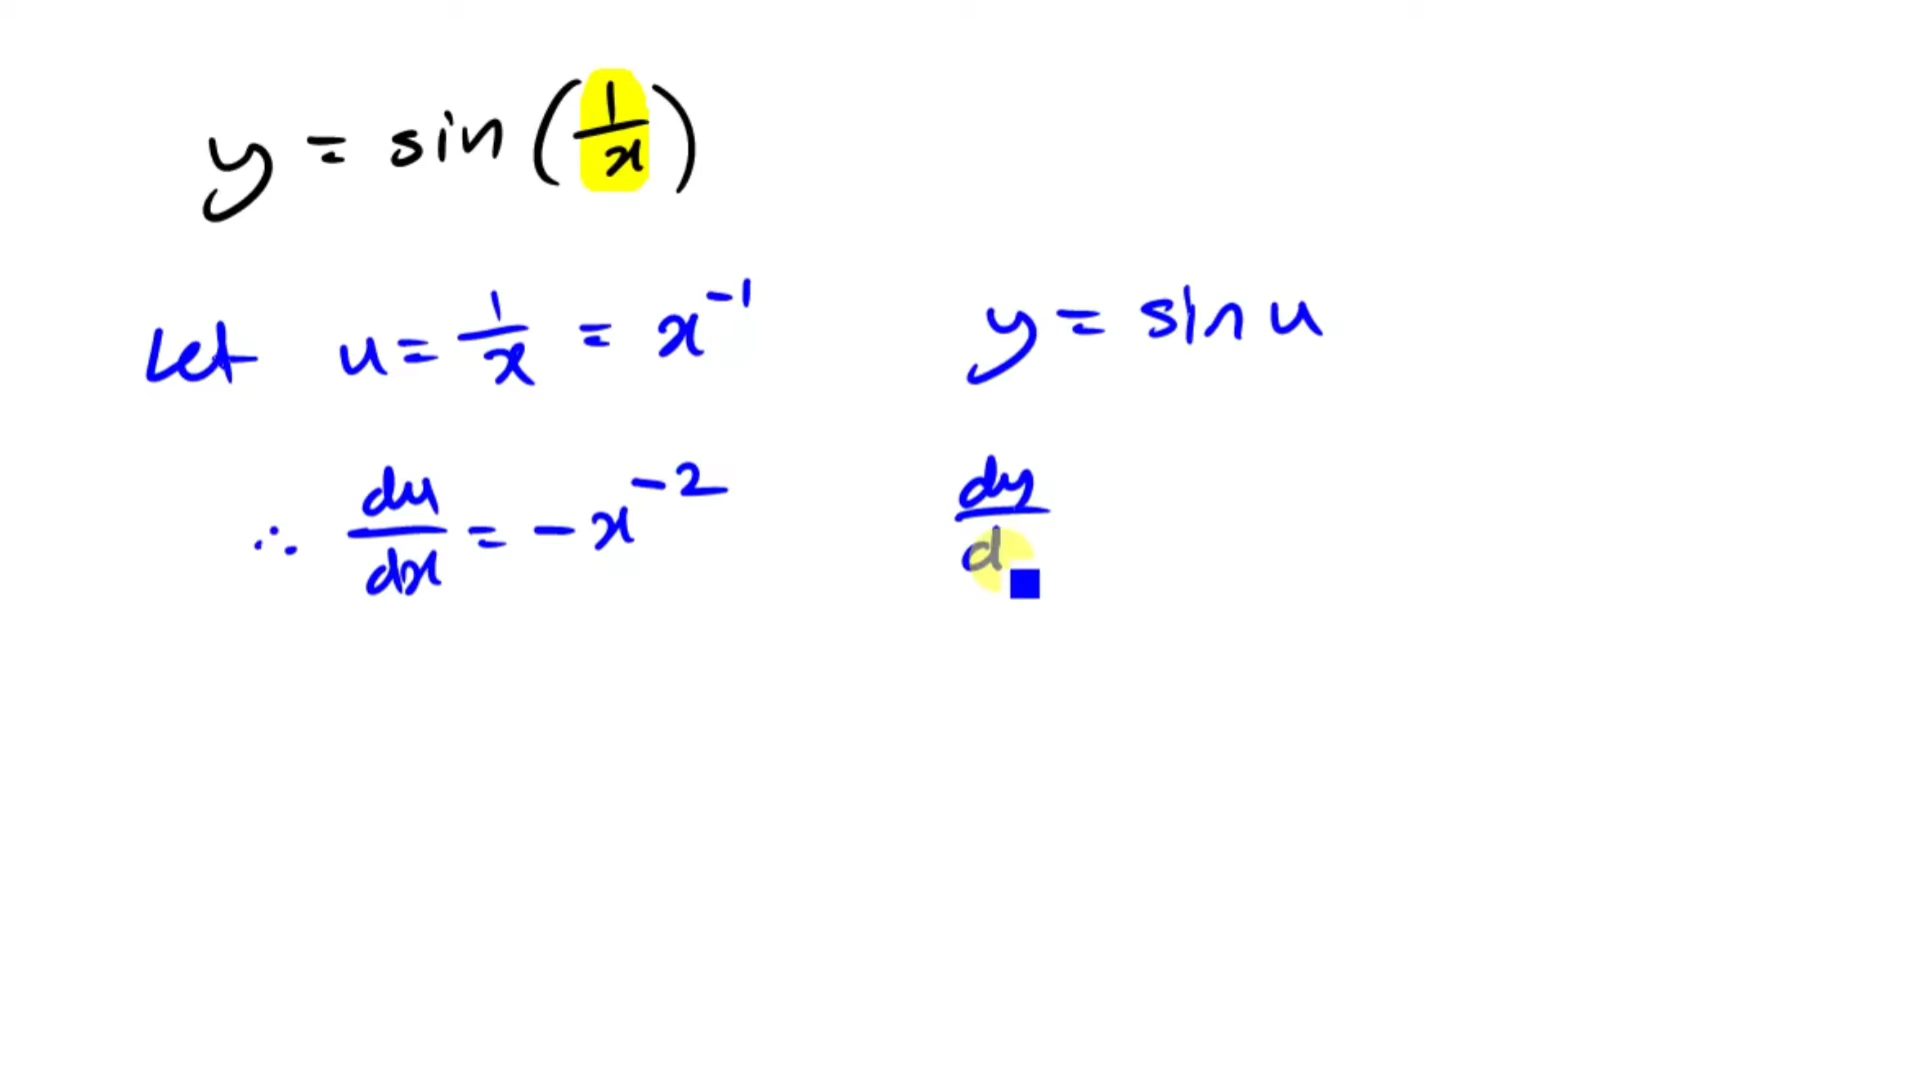 y = sin(1/x)
Let u = 1/x = x⁻¹
y = sin u
∴ du/dx = -x⁻²
dy/d